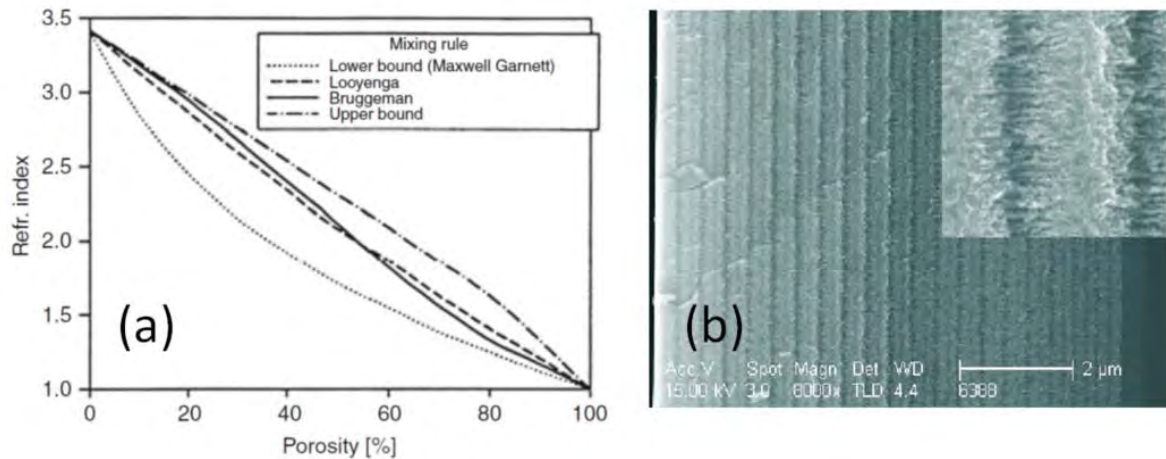 3.5
3.0
2.5
2.0
1.5
1.0
Refr. index
0 20 40 60 80 100
Porosity [%]
Mixing rule
Lower bound (Maxwell Garnett)
Looyenga
Bruggeman
Upper bound
(a)
(b)
Acc V Spot Magn Det WD 2 µm
15.00 kV 3.0 8000x TLD 4.4 6388